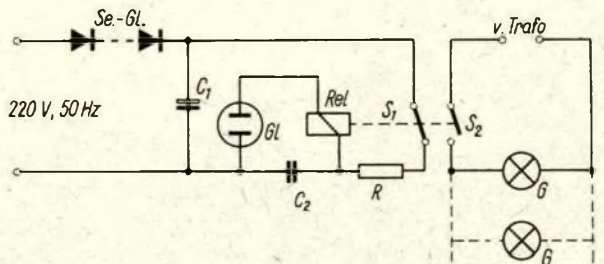 Se.-Gl.
v. Trafo
C1
Rel
S1
S2
220 V, 50 Hz
Gl
C2
R
G
G